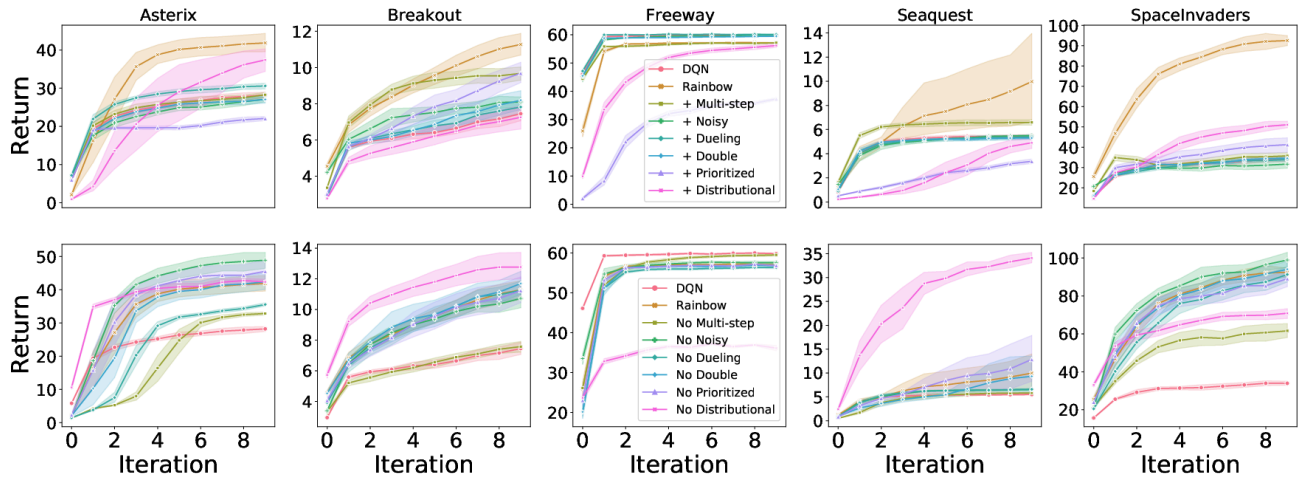 Asterix
Breakout
Freeway
Seaquest
SpaceInvaders
Return
40
30
20
10
0
12
10
8
6
4
60
50
40
30
20
10
0
DQN
Rainbow
+ Multi-step
+ Noisy
+ Dueling
+ Double
+ Prioritized
+ Distributional
14
12
10
8
6
4
2
0
100
90
80
70
60
50
40
30
20
Return
50
40
30
20
10
0
14
12
10
8
6
4
60
50
40
30
20
DQN
Rainbow
No Multi-step
No Noisy
No Dueling
No Double
No Prioritized
No Distributional
35
30
25
20
15
10
5
0
100
80
60
40
20
0 2 4 6 8
0 2 4 6 8
0 2 4 6 8
0 2 4 6 8
0 2 4 6 8
Iteration
Iteration
Iteration
Iteration
Iteration